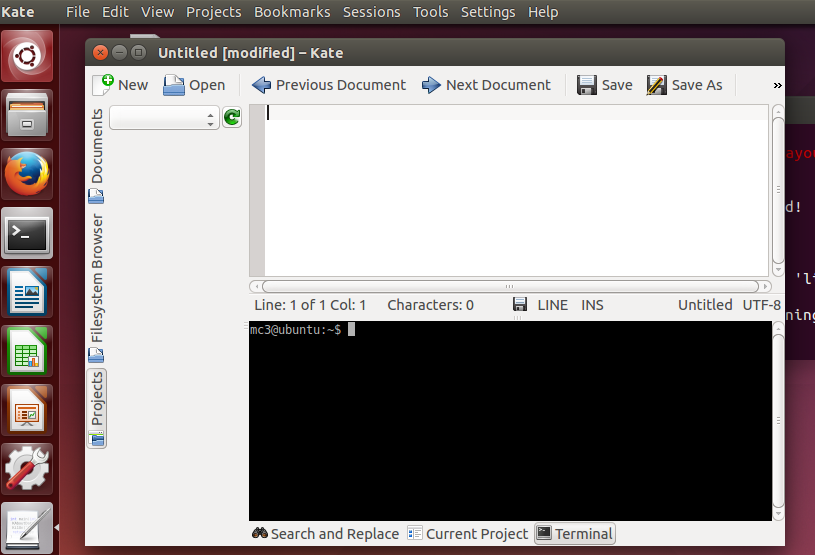 Kate File Edit View Projects Bookmarks Sessions Tools Settings Help
Untitled [modified] – Kate
New Open Previous Document Next Document Save Save As »
Documents
Filesystem Browser
Projects
d!
Line: 1 of 1 Col: 1 Characters: 0 LINE INS Untitled UTF-8
mc3@ubuntu:~$
Search and Replace Current Project Terminal